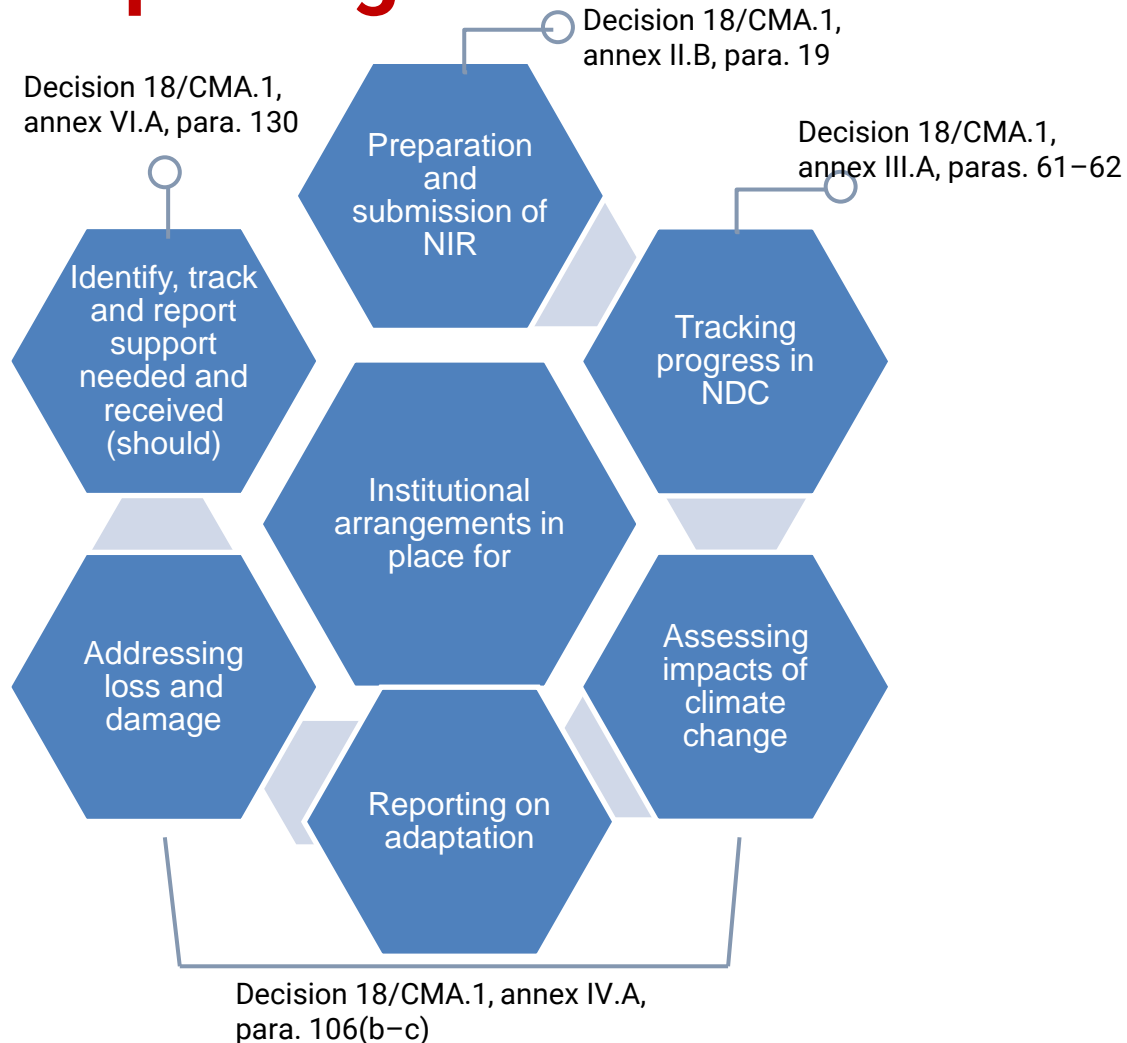 Decision 18/CMA.1,
annex II.B, para. 19
Decision 18/CMA.1,
annex VI.A, para. 130
Decision 18/CMA.1,
annex III.A, paras. 61–62
Preparation
and
submission of
NIR
Identify, track
and report
support
needed and
received
(should)
Tracking
progress in
NDC
Institutional
arrangements in
place for
Addressing
loss and
damage
Assessing
impacts of
climate
change
Reporting on
adaptation
Decision 18/CMA.1, annex IV.A,
para. 106(b–c)